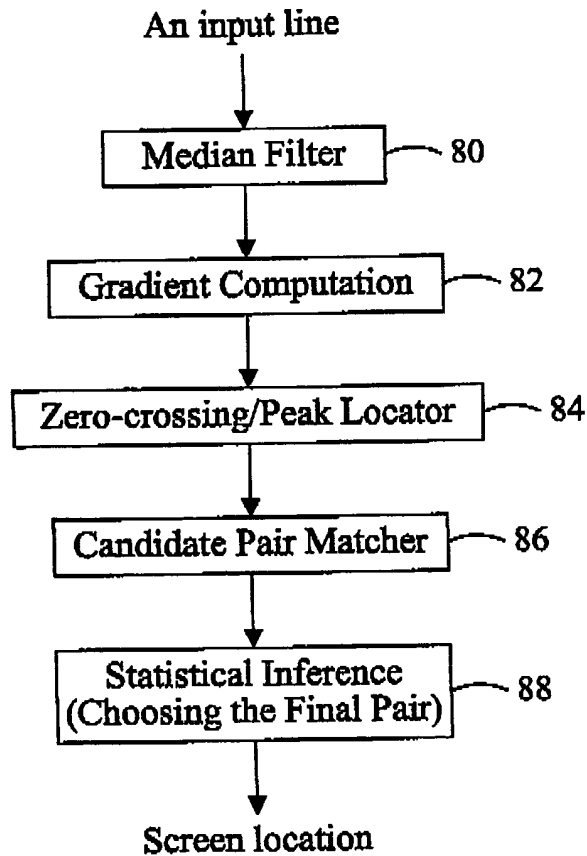 An input line
Median Filter 80
Gradient Computation 82
Zero-crossing/Peak Locator 84
Candidate Pair Matcher 86
Statistical Inference
(Choosing the Final Pair) 88
Screen location